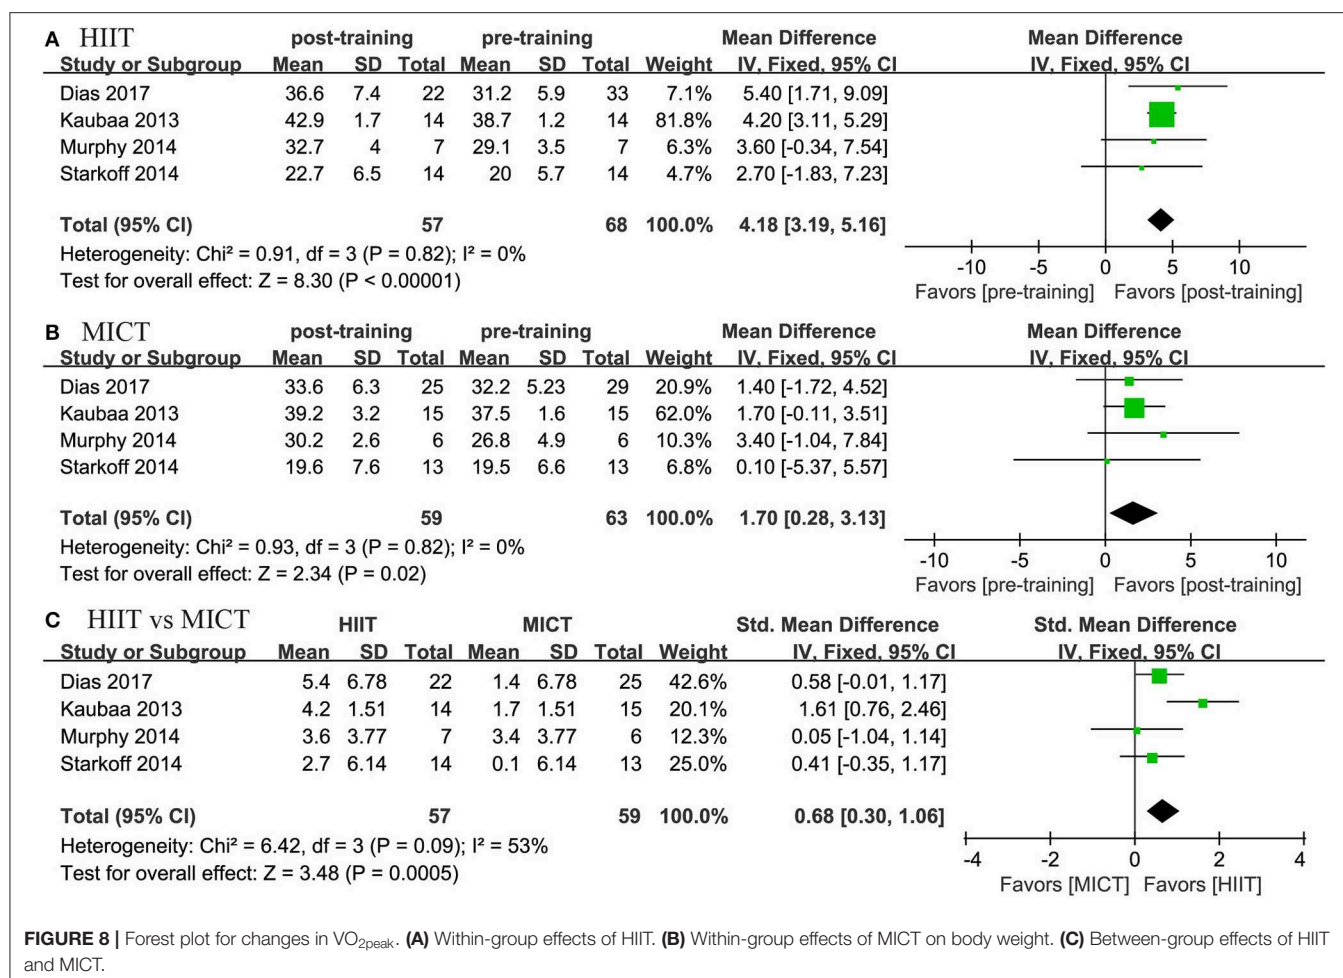 A HIIT post-training pre-training Mean Difference Mean Difference
Study or Subgroup Mean SD Total Mean SD Total Weight IV, Fixed, 95% CI IV, Fixed, 95% CI
Dias 2017 36.6 7.4 22 31.2 5.9 33 7.1% 5.40 [1.71, 9.09]
Kaubaa 2013 42.9 1.7 14 38.7 1.2 14 81.8% 4.20 [3.11, 5.29]
Murphy 2014 32.7 4 7 29.1 3.5 7 6.3% 3.60 [-0.34, 7.54]
Starkoff 2014 22.7 6.5 14 20 5.7 14 4.7% 2.70 [-1.83, 7.23]
Total (95% CI) 57 68 100.0% 4.18 [3.19, 5.16]
Heterogeneity: Chi² = 0.91, df = 3 (P = 0.82); I² = 0%
Test for overall effect: Z = 8.30 (P < 0.00001)
-10 -5 0 5 10
Favors [pre-training] Favors [post-training]
B MICT post-training pre-training Mean Difference Mean Difference
Study or Subgroup Mean SD Total Mean SD Total Weight IV, Fixed, 95% CI IV, Fixed, 95% CI
Dias 2017 33.6 6.3 25 32.2 5.23 29 20.9% 1.40 [-1.72, 4.52]
Kaubaa 2013 39.2 3.2 15 37.5 1.6 15 62.0% 1.70 [-0.11, 3.51]
Murphy 2014 30.2 2.6 6 26.8 4.9 6 10.3% 3.40 [-1.04, 7.84]
Starkoff 2014 19.6 7.6 13 19.5 6.6 13 6.8% 0.10 [-5.37, 5.57]
Total (95% CI) 59 63 100.0% 1.70 [0.28, 3.13]
Heterogeneity: Chi² = 0.93, df = 3 (P = 0.82); I² = 0%
Test for overall effect: Z = 2.34 (P = 0.02)
-10 -5 0 5 10
Favors [pre-training] Favors [post-training]
C HIIT vs MICT HIIT MICT Std. Mean Difference Std. Mean Difference
Study or Subgroup Mean SD Total Mean SD Total Weight IV, Fixed, 95% CI IV, Fixed, 95% CI
Dias 2017 5.4 6.78 22 1.4 6.78 25 42.6% 0.58 [-0.01, 1.17]
Kaubaa 2013 4.2 1.51 14 1.7 1.51 15 20.1% 1.61 [0.76, 2.46]
Murphy 2014 3.6 3.77 7 3.4 3.77 6 12.3% 0.05 [-1.04, 1.14]
Starkoff 2014 2.7 6.14 14 0.1 6.14 13 25.0% 0.41 [-0.35, 1.17]
Total (95% CI) 57 59 100.0% 0.68 [0.30, 1.06]
Heterogeneity: Chi² = 6.42, df = 3 (P = 0.09); I² = 53%
Test for overall effect: Z = 3.48 (P = 0.0005)
-4 -2 0 2 4
Favors [MICT] Favors [HIIT]
FIGURE 8 | Forest plot for changes in VO2peak. (A) Within-group effects of HIIT. (B) Within-group effects of MICT on body weight. (C) Between-group effects of HIIT
and MICT.